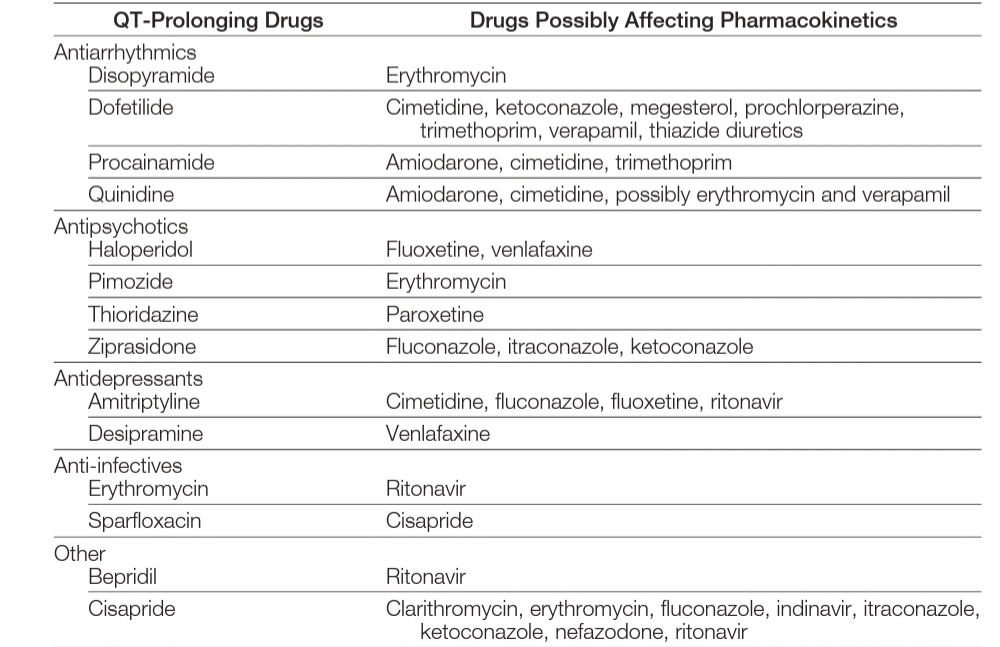 QT-Prolonging Drugs Drugs Possibly Affecting Pharmacokinetics
Antiarrhythmics
Disopyramide Erythromycin
Dofetilide Cimetidine, ketoconazole, megesterol, prochlorperazine,
trimethoprim, verapamil, thiazide diuretics
Procainamide Amiodarone, cimetidine, trimethoprim
Quinidine Amiodarone, cimetidine, possibly erythromycin and verapamil
Antipsychotics
Haloperidol Fluoxetine, venlafaxine
Pimozide Erythromycin
Thioridazine Paroxetine
Ziprasidone Fluconazole, itraconazole, ketoconazole
Antidepressants
Amitriptyline Cimetidine, fluconazole, fluoxetine, ritonavir
Desipramine Venlafaxine
Anti-infectives
Erythromycin Ritonavir
Sparfloxacin Cisapride
Other
Bepridil Ritonavir
Cisapride Clarithromycin, erythromycin, fluconazole, indinavir, itraconazole,
ketoconazole, nefazodone, ritonavir